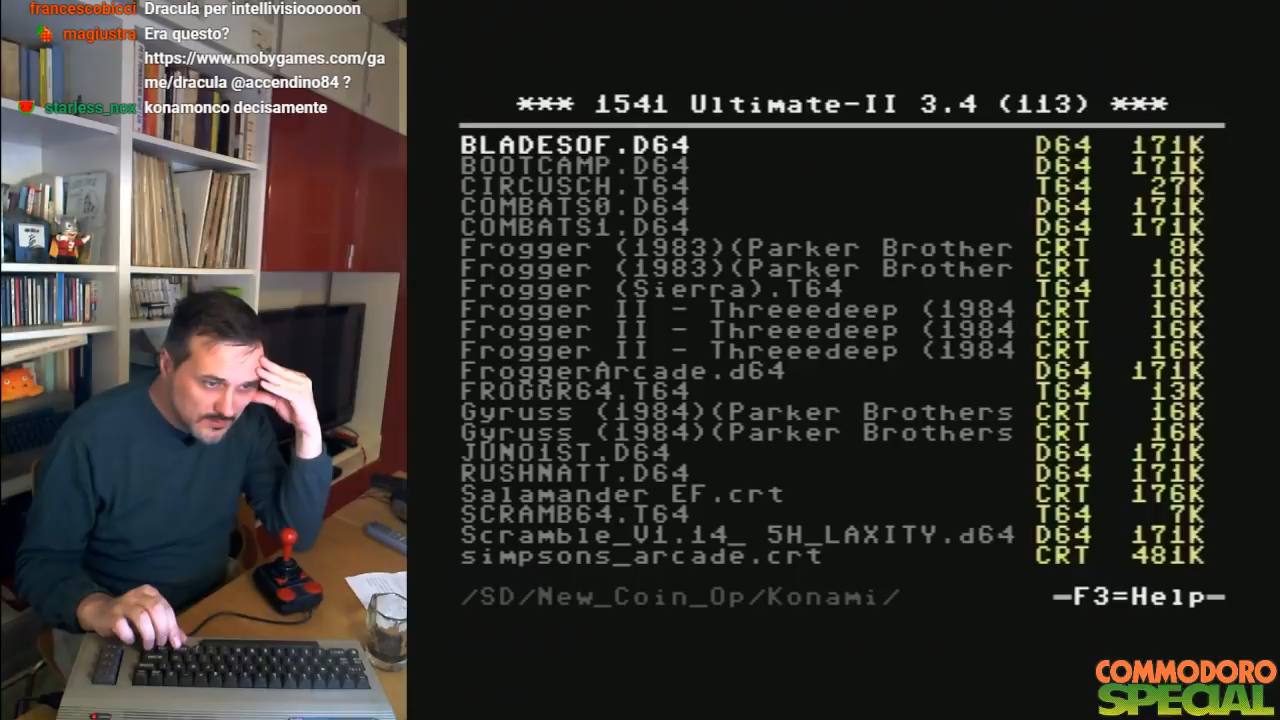 francescobicci Dracula per intellivisioooooon
magiustra Era questo?
https://www.mobygames.com/ga
me/dracula @accendino84 ?
starless_nox konamonco decisamente
*** 1541 Ultimate-II 3.4 (113) ***
BLADESOF.D64 D64 171K
BOOTCAMP.D64 D64 171K
CIRCUSCH.T64 T64 27K
COMBATS0.D64 D64 171K
COMBATS1.D64 D64 171K
Frogger (1983)(Parker Brother CRT 8K
Frogger (1983)(Parker Brother CRT 16K
Frogger (Sierra).T64 T64 10K
Frogger II - Threeedeep (1984 CRT 16K
Frogger II - Threeedeep (1984 CRT 16K
Frogger II - Threeedeep (1984 CRT 16K
FroggerArcade.d64 D64 171K
FROGGR64.T64 T64 13K
Gyruss (1984)(Parker Brothers CRT 16K
Gyruss (1984)(Parker Brothers CRT 16K
JUNO1ST.D64 D64 171K
RUSHNATT.D64 D64 171K
Salamander EF.crt CRT 176K
SCRAMB64.T64 T64 7K
Scramble_V1.14_ 5H_LAXITY.d64 D64 171K
simpsons_arcade.crt CRT 481K
/SD/New_Coin_Op/Konami/ -F3=Help-
COMMODORO
SPECIAL